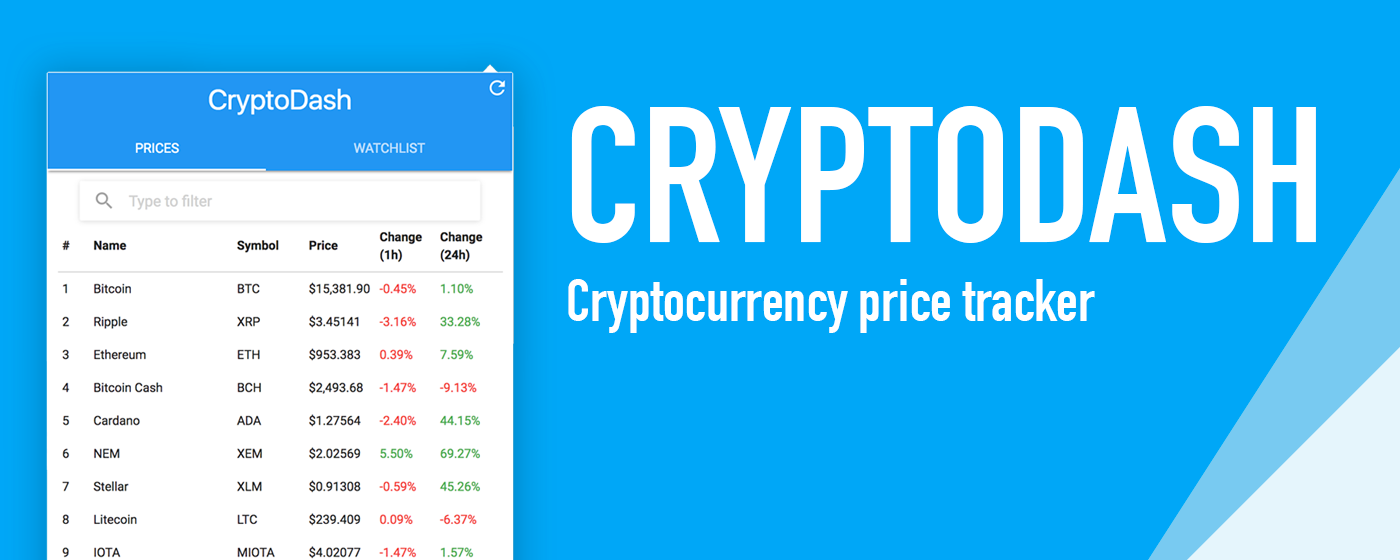 CryptoDash
PRICES WATCHLIST
Type to filter
# Name Symbol Price Change (1h) Change (24h)
1 Bitcoin BTC $15,381.90 -0.45% 1.10%
2 Ripple XRP $3.45141 -3.16% 33.28%
3 Ethereum ETH $953.383 0.39% 7.59%
4 Bitcoin Cash BCH $2,493.68 -1.47% -9.13%
5 Cardano ADA $1.27564 -2.40% 44.15%
6 NEM XEM $2.02569 5.50% 69.27%
7 Stellar XLM $0.91308 -0.59% 45.26%
8 Litecoin LTC $239.409 0.09% -6.37%
9 IOTA MIOTA $4.02077 -1.47% 1.57%
CRYPTODASH
Cryptocurrency price tracker